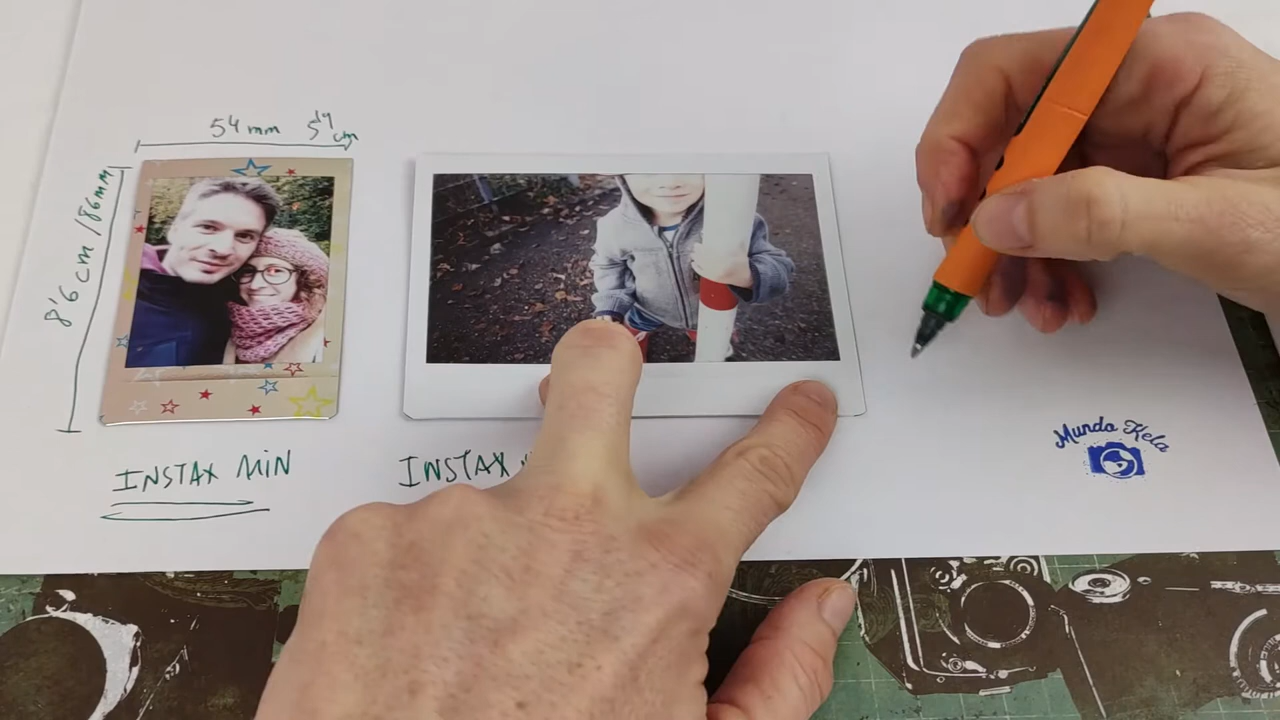 54 mm 5'4 cm
8'6 cm / 86 mm
INSTAX MIN
INSTAX
Mundo Kela